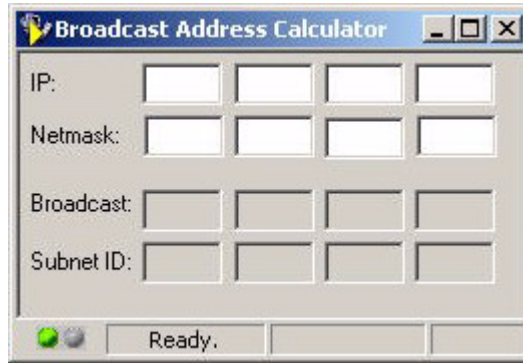 Broadcast Address Calculator
IP:
Netmask:
Broadcast:
Subnet ID:
Ready.